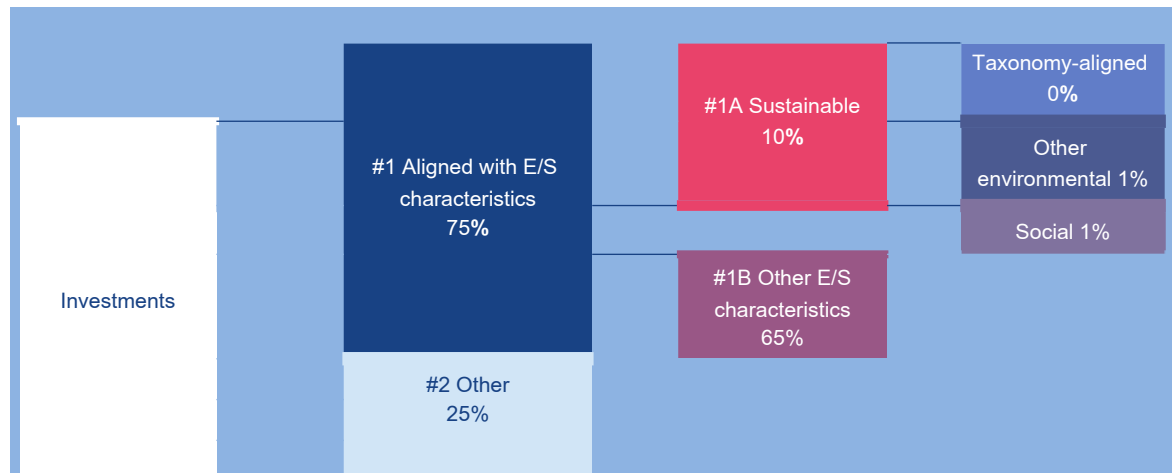 Investments
#1 Aligned with E/S
characteristics
75%
#2 Other
25%
#1A Sustainable
10%
#1B Other E/S
characteristics
65%
Taxonomy-aligned
0%
Other
environmental 1%
Social 1%